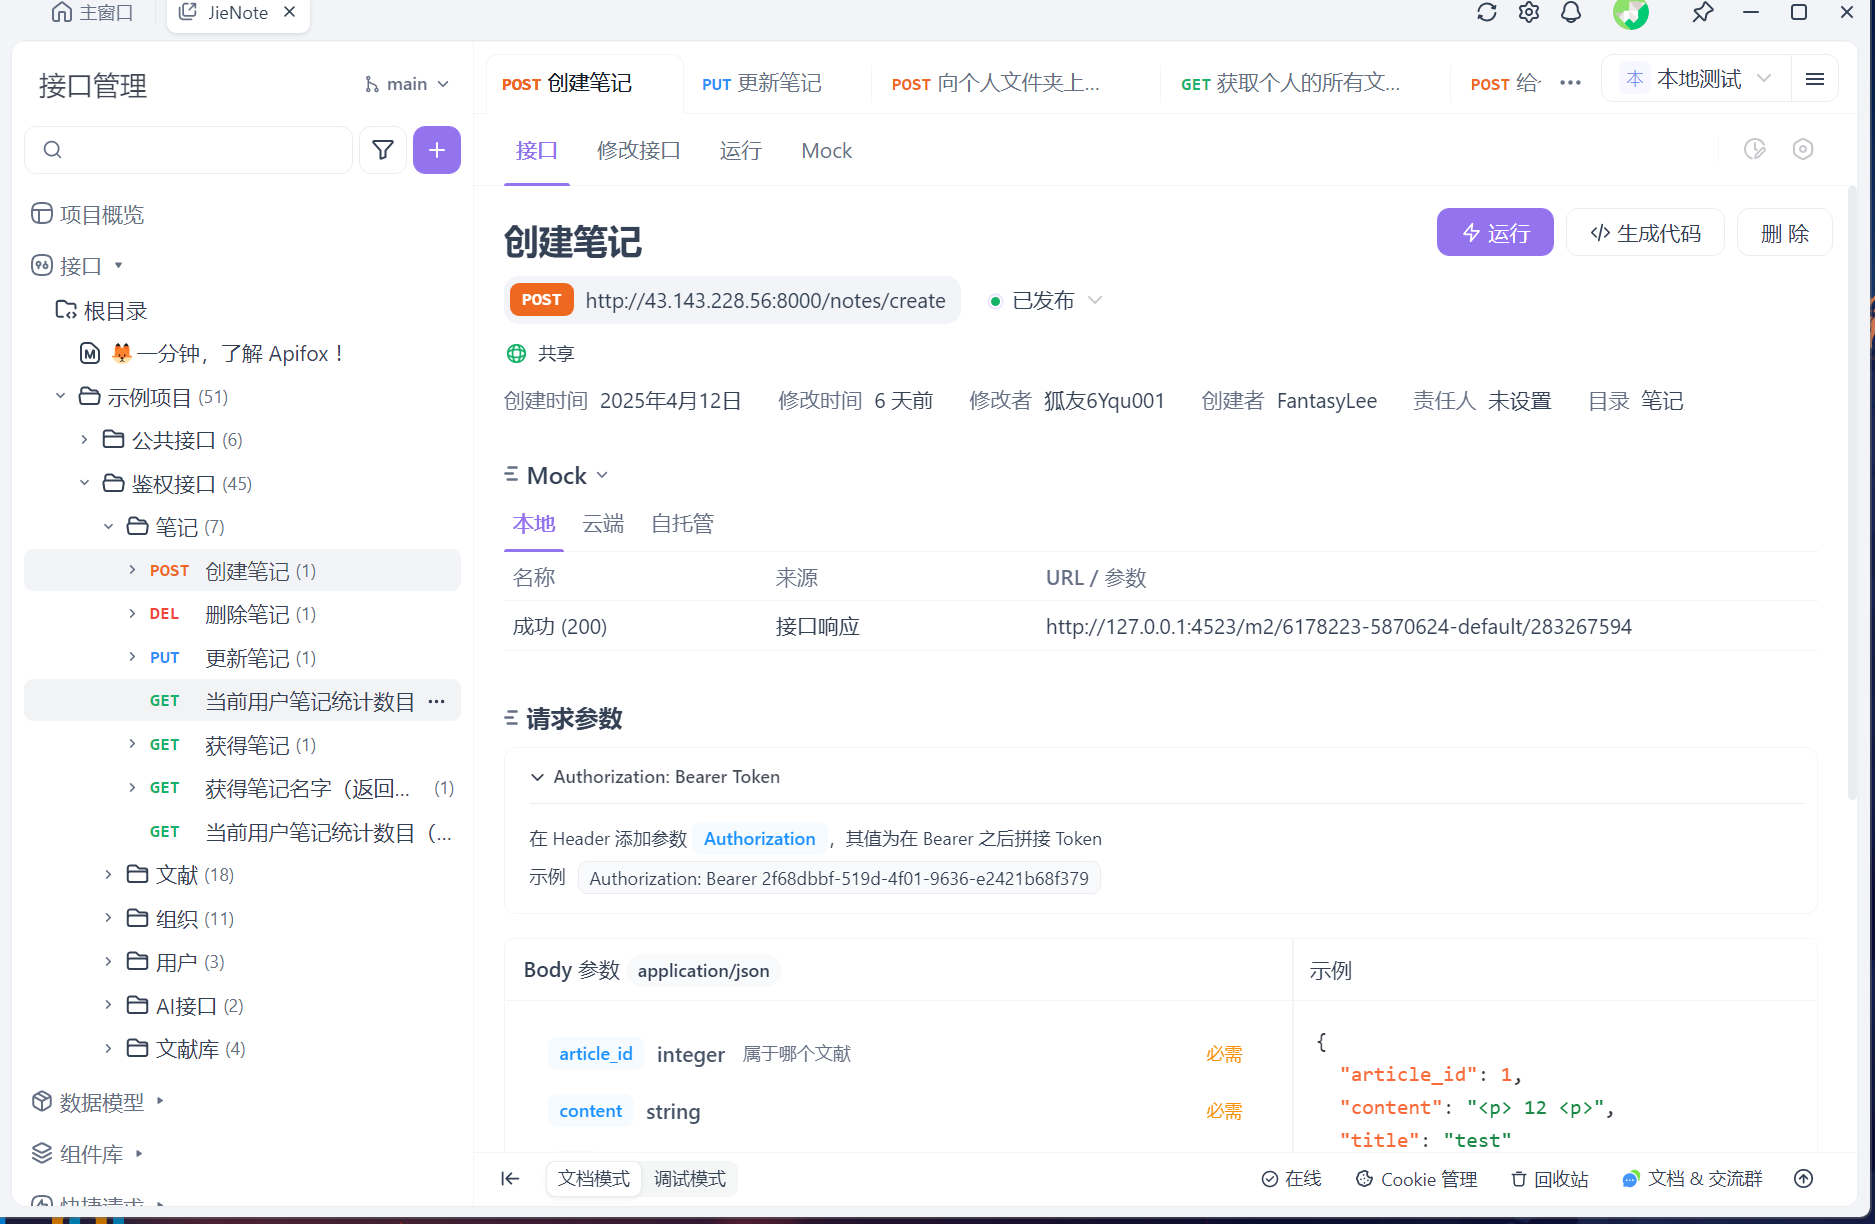 主窗口
JieNote
接口管理
main
项目概览
接口
根目录
一分钟，了解 Apifox！
示例项目 (51)
公共接口 (6)
鉴权接口 (45)
笔记 (7)
POST 创建笔记 (1)
DEL 删除笔记 (1)
PUT 更新笔记 (1)
GET 当前用户笔记统计数目
GET 获得笔记 (1)
GET 获得笔记名字（返回... (1)
GET 当前用户笔记统计数目（...
文献 (18)
组织 (11)
用户 (3)
AI接口 (2)
文献库 (4)
数据模型
组件库
快捷请求
POST 创建笔记
PUT 更新笔记
POST 向个人文件夹上...
GET 获取个人的所有文...
POST 给
本 本地测试
接口 修改接口 运行 Mock
创建笔记
运行
生成代码
删 除
POST http://43.143.228.56:8000/notes/create
已发布
共享
创建时间 2025年4月12日 修改时间 6 天前 修改者 狐友6Yqu001 创建者 FantasyLee 责任人 未设置 目录 笔记
Mock
本地 云端 自托管
名称 来源 URL / 参数
成功 (200) 接口响应 http://127.0.0.1:4523/m2/6178223-5870624-default/283267594
请求参数
Authorization: Bearer Token
在 Header 添加参数 Authorization ，其值为在 Bearer 之后拼接 Token
示例 Authorization: Bearer 2f68dbbf-519d-4f01-9636-e2421b68f379
Body 参数 application/json
article_id integer 属于哪个文献 必需
content string 必需
示例
{
"article_id": 1,
"content": "<p> 12 <p>",
"title": "test"
文档模式 调试模式
在线 Cookie 管理 回收站 文档 & 交流群